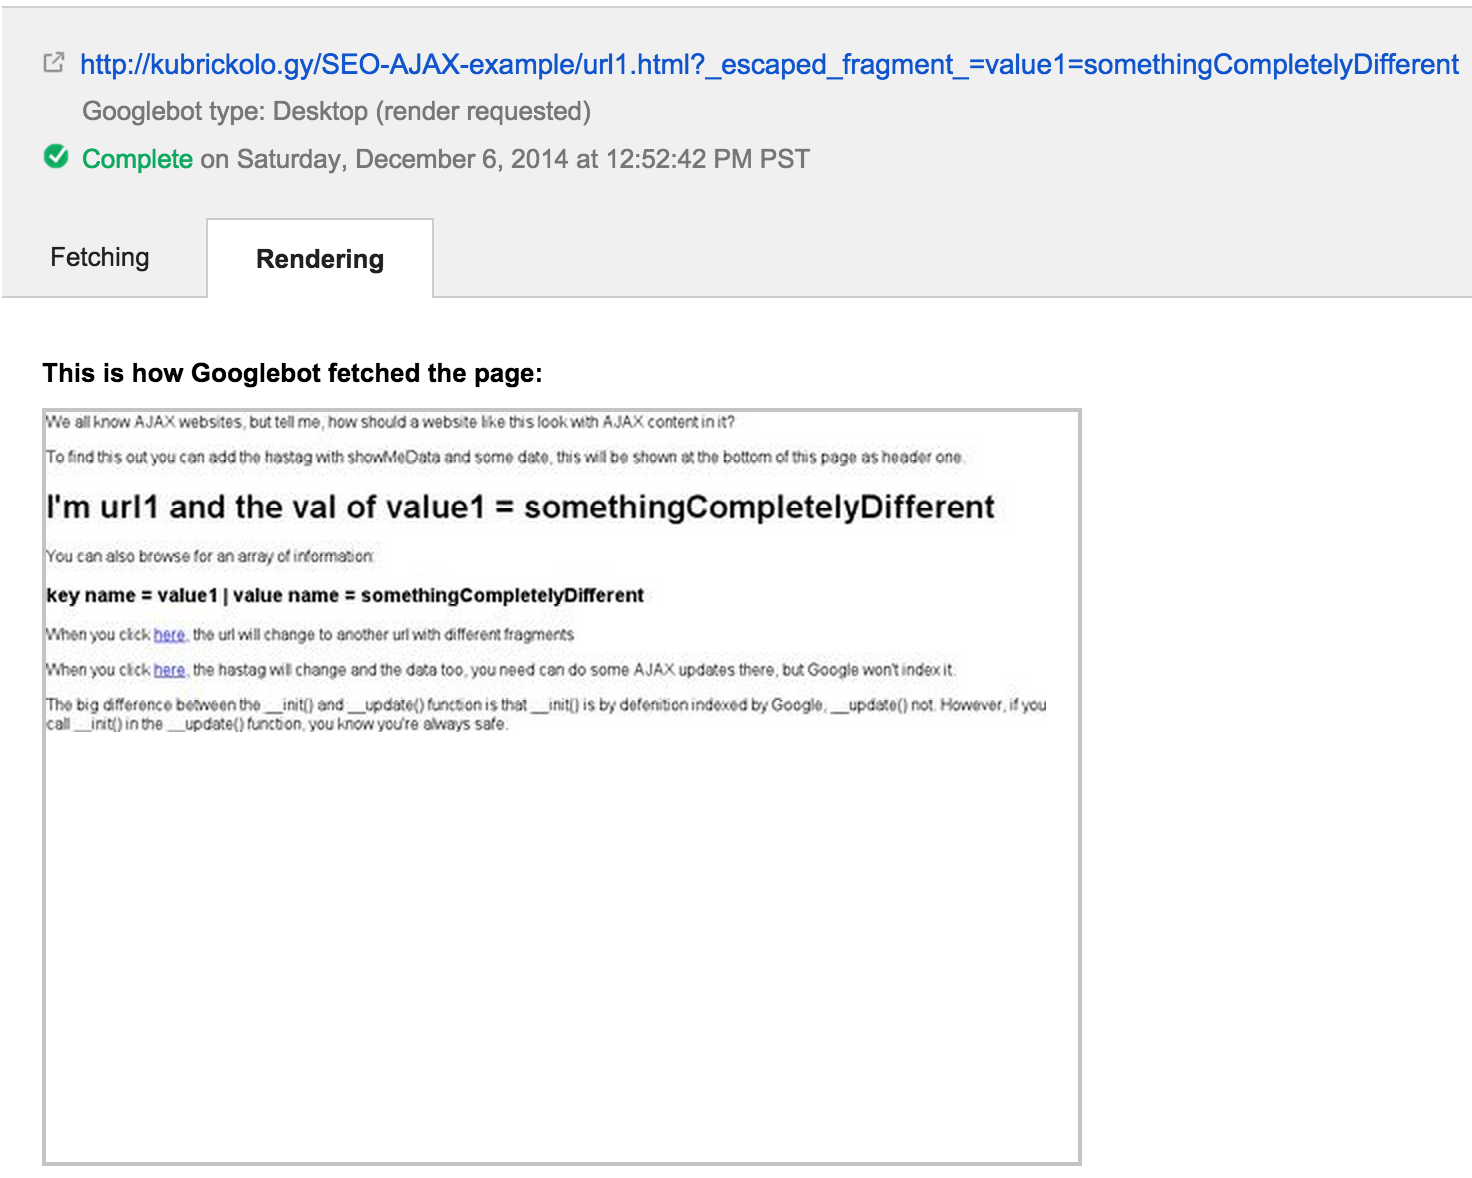 http://kubrickolo.gy/SEO-AJAX-example/url1.html?_escaped_fragment_=value1=somethingCompletelyDifferent
Googlebot type: Desktop (render requested)
Complete on Saturday, December 6, 2014 at 12:52:42 PM PST
Fetching
Rendering
This is how Googlebot fetched the page:
We all know AJAX websites, but tell me, how should a website like this look with AJAX content in it?
To find this out you can add the hastag with showMeData and some date, this will be shown at the bottom of this page as header one.
I'm url1 and the val of value1 = somethingCompletelyDifferent
You can also browse for an array of information:
key name = value1 | value name = somethingCompletelyDifferent
When you click here, the url will change to another url with different fragments
When you click here, the hastag will change and the data too, you need can do some AJAX updates there, but Google won't index it.
The big difference between the __init() and __update() function is that __init() is by defenition indexed by Google, __update() not. However, if you
call __init() in the __update() function, you know you're always safe.